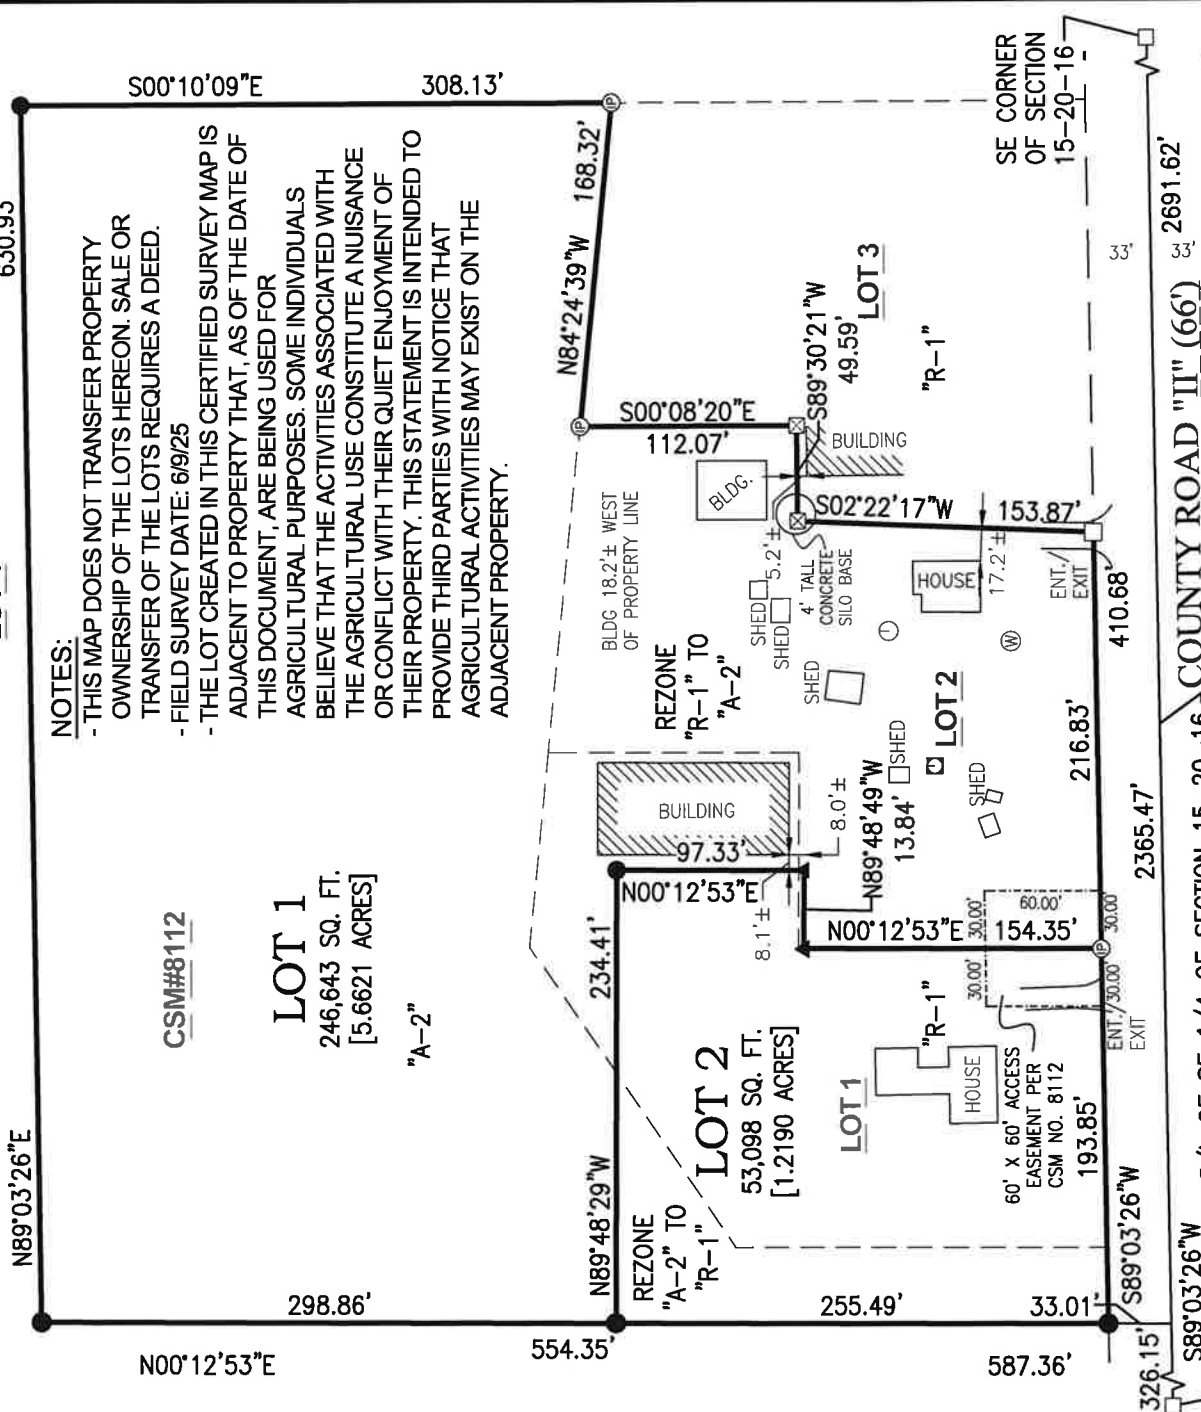 630.93'
N89°03'26"E
S00°10'09"E
308.13'
NOTES:
- THIS MAP DOES NOT TRANSFER PROPERTY
OWNERSHIP OF THE LOTS HEREON. SALE OR
TRANSFER OF THE LOTS REQUIRES A DEED.
- FIELD SURVEY DATE: 6/9/25
- THE LOT CREATED IN THIS CERTIFIED SURVEY MAP IS
ADJACENT TO PROPERTY THAT, AS OF THE DATE OF
THIS DOCUMENT, ARE BEING USED FOR
AGRICULTURAL PURPOSES. SOME INDIVIDUALS
BELIEVE THAT THE ACTIVITIES ASSOCIATED WITH
THE AGRICULTURAL USE CONSTITUTE A NUISANCE
OR CONFLICT WITH THEIR QUIET ENJOYMENT OF
THEIR PROPERTY. THIS STATEMENT IS INTENDED TO
PROVIDE THIRD PARTIES WITH NOTICE THAT
AGRICULTURAL ACTIVITIES MAY EXIST ON THE
ADJACENT PROPERTY.
CSM#8112
LOT 1
246,643 SQ. FT.
[5.6621 ACRES]
"A-2"
298.86'
N00°12'53"E
554.35'
IP
N84°24'39"W
168.32'
IP
S00°08'20"E
112.07'
S89°30'21"W
49.59'
LOT 3
"R-1"
BUILDING
BLDG.
BLDG 18.2'± WEST
OF PROPERTY LINE
REZONE
"R-1" TO
"A-2"
S02°22'17"W
153.87'
5.2'±
4' TALL
CONCRETE
SILO BASE
SHED
SHED
SHED
HOUSE
17.2'±
ENT./
EXIT
W
BUILDING
97.33'
N00°12'53"E
8.1'±
8.0'±
N89°48'49"W
13.84'
SHED
LOT 2
SHED
N89°48'29"W
234.41'
REZONE
"A-2" TO
"R-1"
LOT 2
53,098 SQ. FT.
[1.2190 ACRES]
LOT 1
HOUSE
"R-1"
N00°12'53"E
154.35'
30.00'
30.00'
60.00'
30.00'
30.00'
60' X 60' ACCESS
EASEMENT PER
CSM NO. 8112
ENT./
EXIT
IP
255.49'
33.01'
587.36'
193.85'
216.83'
410.68'
S89°03'26"W
326.15'
2365.47'
2691.62'
S89°03'26"W
SECTION 15-20-16
COUNTY ROAD "II" (66')
33'
33'
SE CORNER
OF SECTION
15-20-16